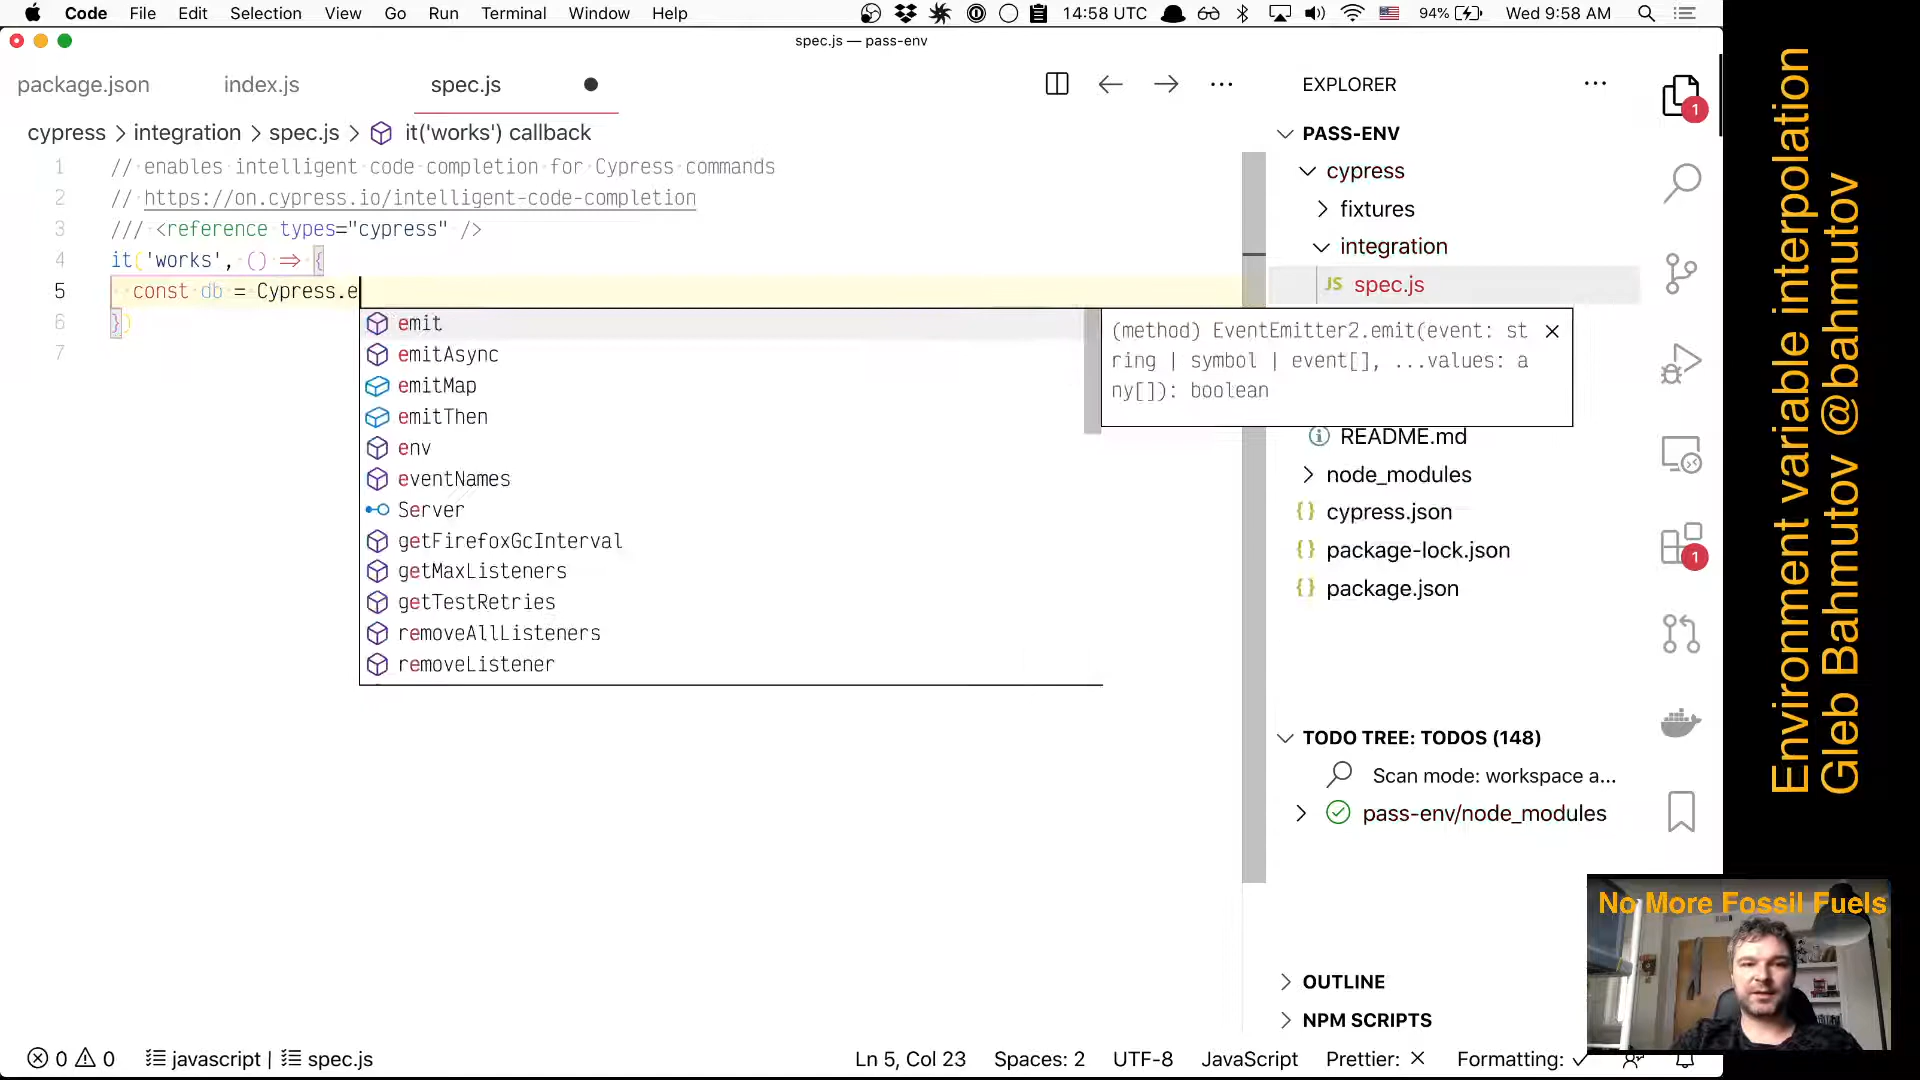 Code File Edit Selection View Go Run Terminal Window Help 14:58 UTC 94% Wed 9:58 AM
spec.js — pass-env
package.json index.js spec.js
cypress > integration > spec.js > it('works') callback
1 // enables intelligent code completion for Cypress commands
2 // https://on.cypress.io/intelligent-code-completion
3 /// <reference types="cypress" />
4 it('works', () => {
5 const db = Cypress.e
6 })
7
emit
emitAsync
emitMap
emitThen
env
eventNames
Server
getFirefoxGcInterval
getMaxListeners
getTestRetries
removeAllListeners
removeListener
(method) EventEmitter2.emit(event: st
ring | symbol | event[], ...values: a
ny[]): boolean
EXPLORER
PASS-ENV
cypress
fixtures
integration
JS spec.js
README.md
node_modules
{} cypress.json
{} package-lock.json
{} package.json
TODO TREE: TODOS (148)
Scan mode: workspace a...
pass-env/node_modules
OUTLINE
NPM SCRIPTS
1
1
0 0 javascript | spec.js Ln 5, Col 23 Spaces: 2 UTF-8 JavaScript Prettier: × Formatting: ✓
Environment variable interpolation
Gleb Bahmutov @bahmutov
No More Fossil Fuels